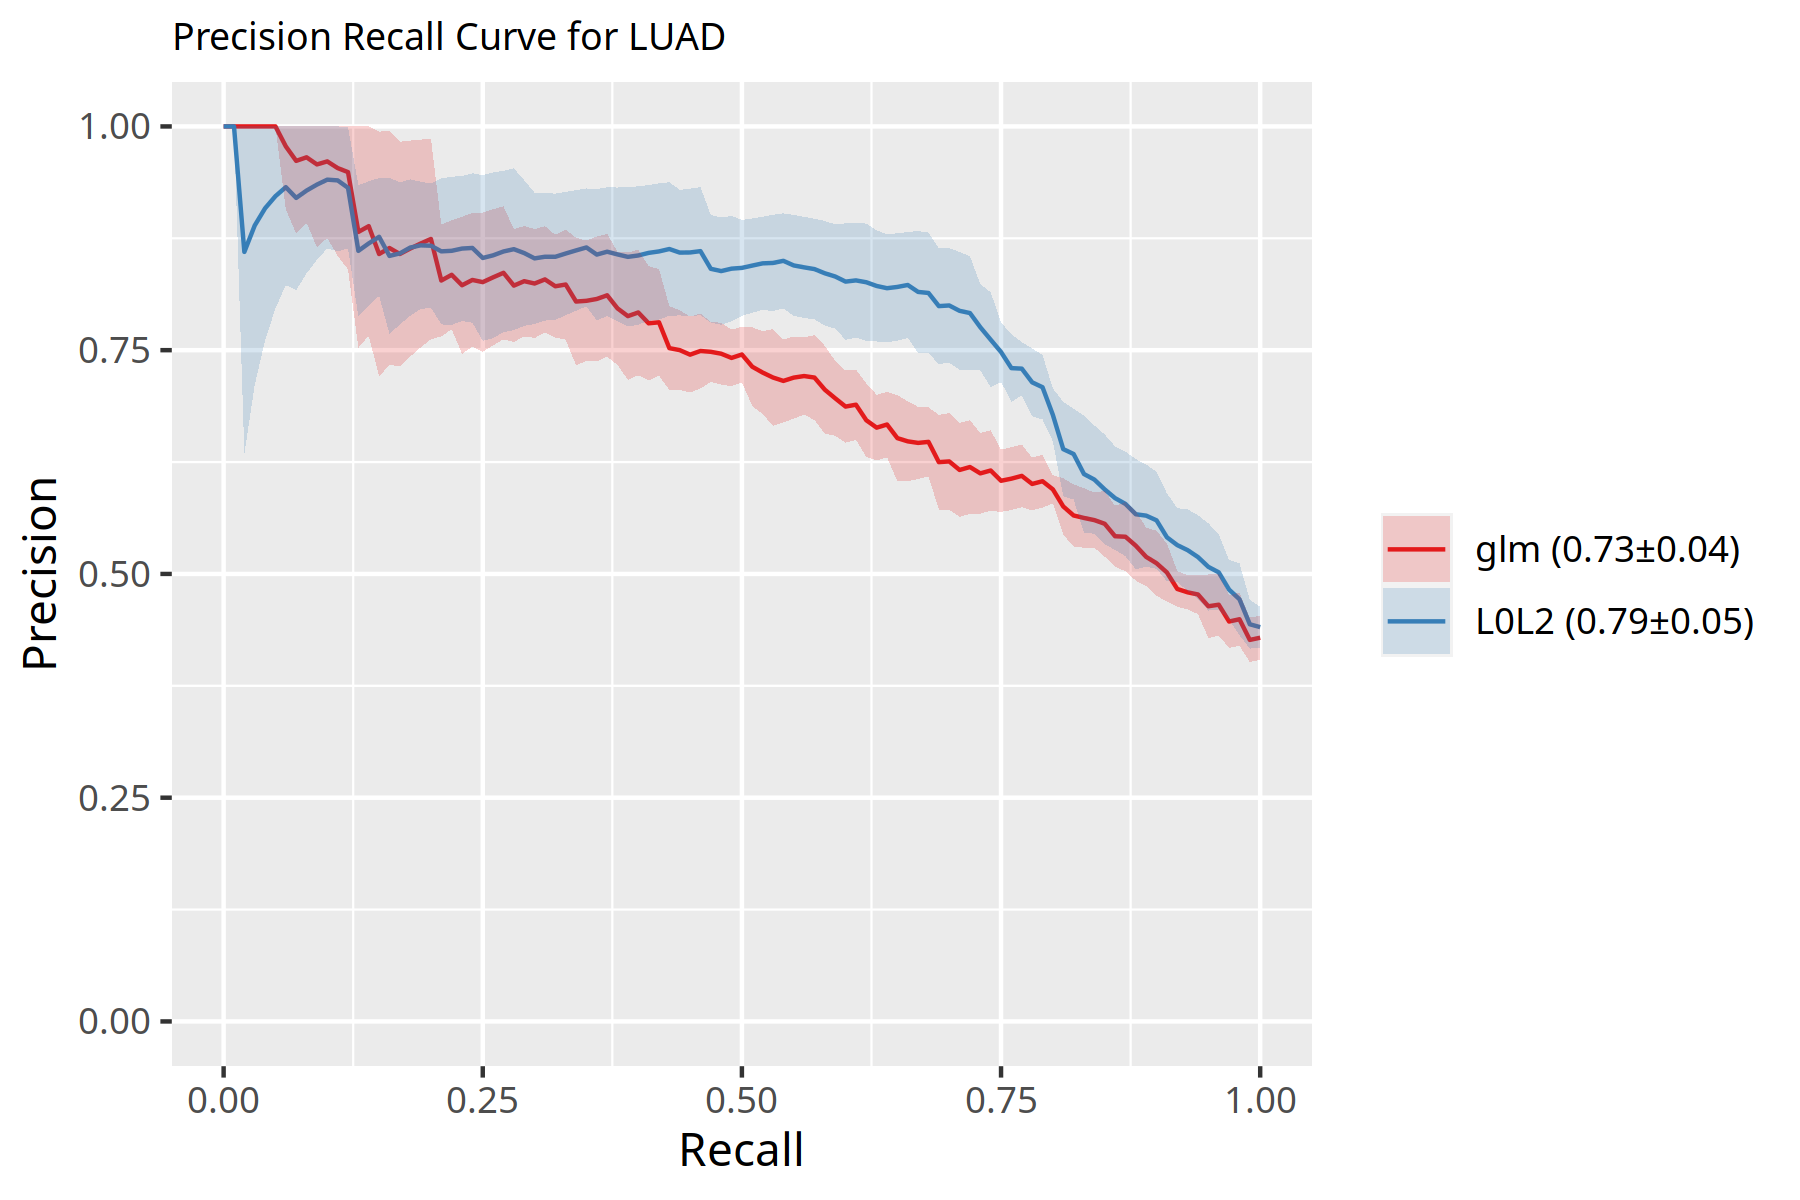 Precision Recall Curve for LUAD
1.00
0.75
0.50
0.25
0.00
Precision
0.00 0.25 0.50 0.75 1.00
Recall
glm (0.73±0.04)
L0L2 (0.79±0.05)